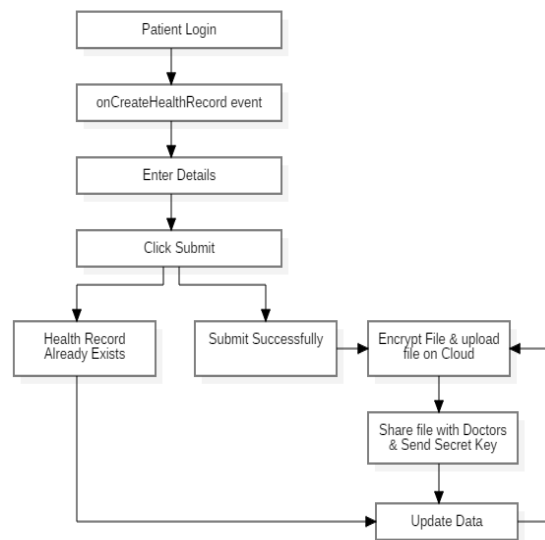 Patient Login
onCreateHealthRecord event
Enter Details
Click Submit
Health Record
Already Exists
Submit Successfully
Encrypt File & upload
file on Cloud
Share file with Doctors
& Send Secret Key
Update Data